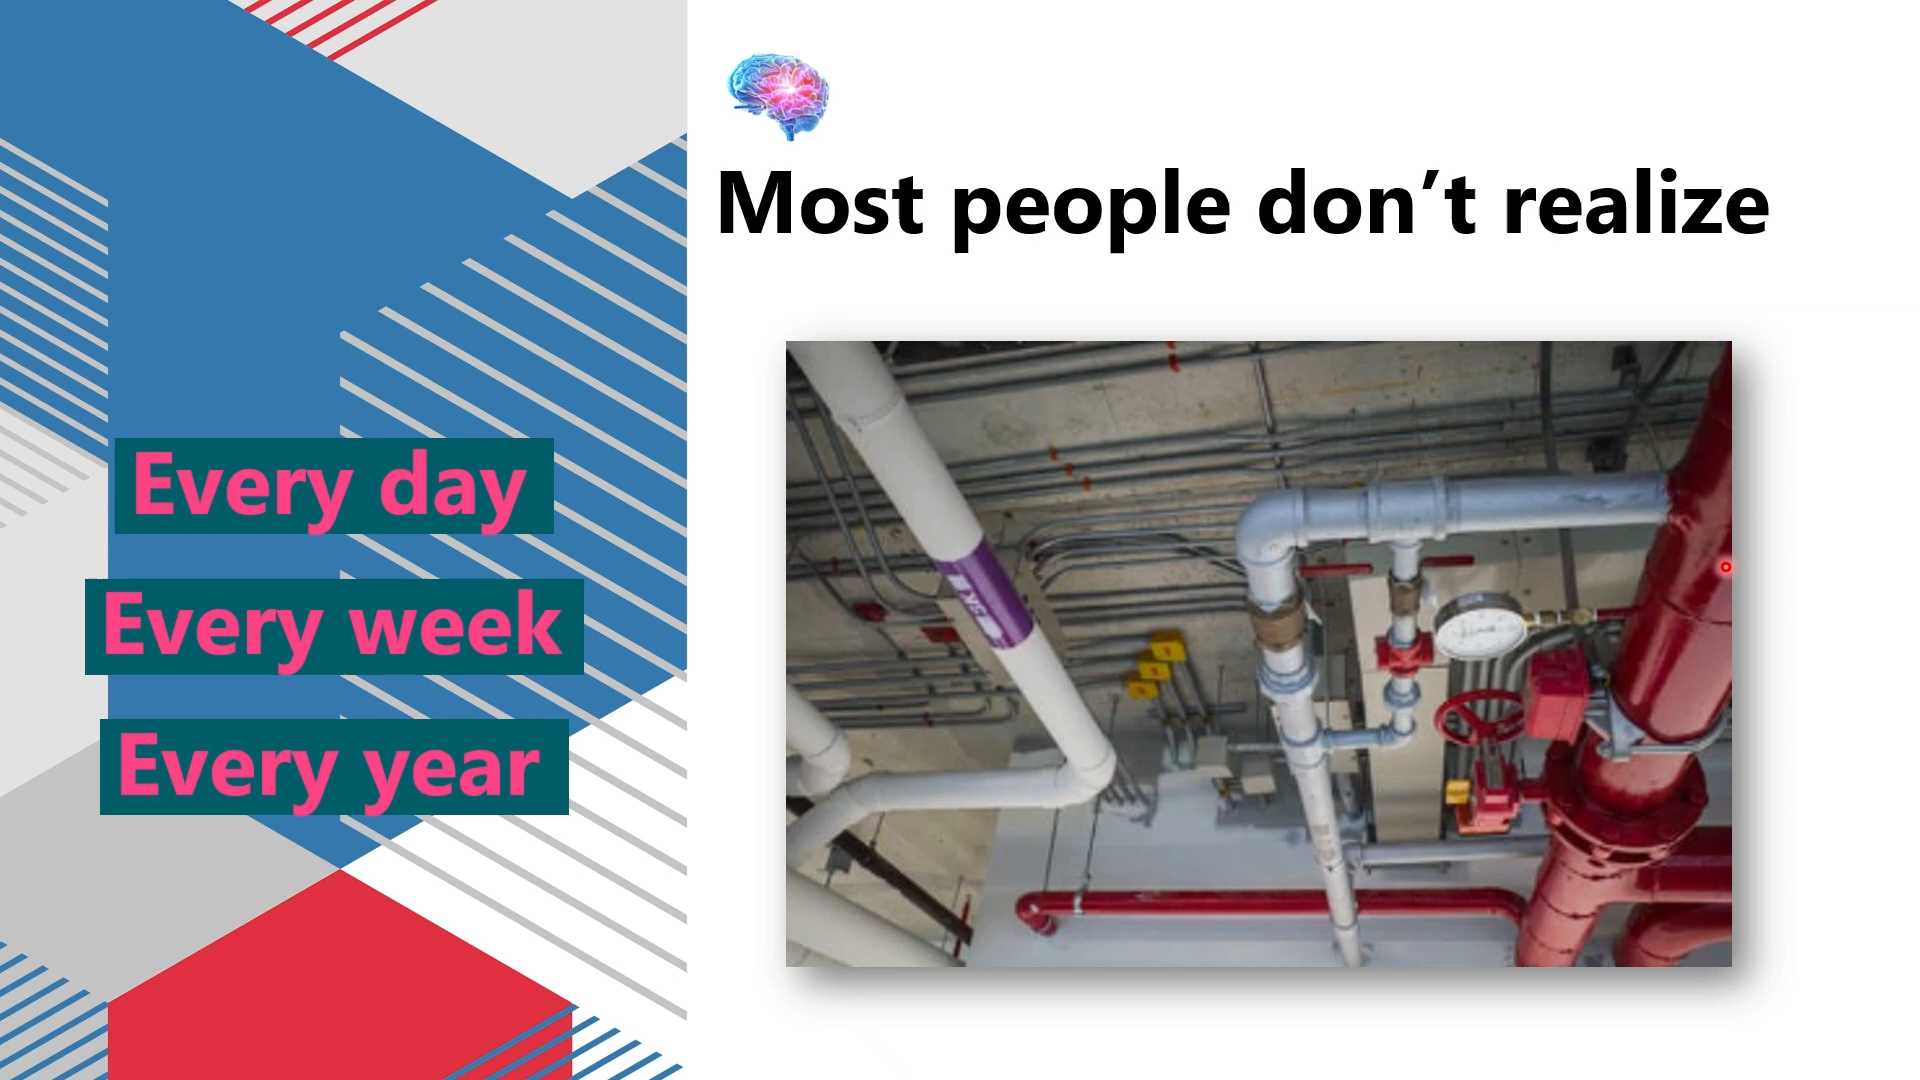 Most people don’t realize
Every day
Every week
Every year